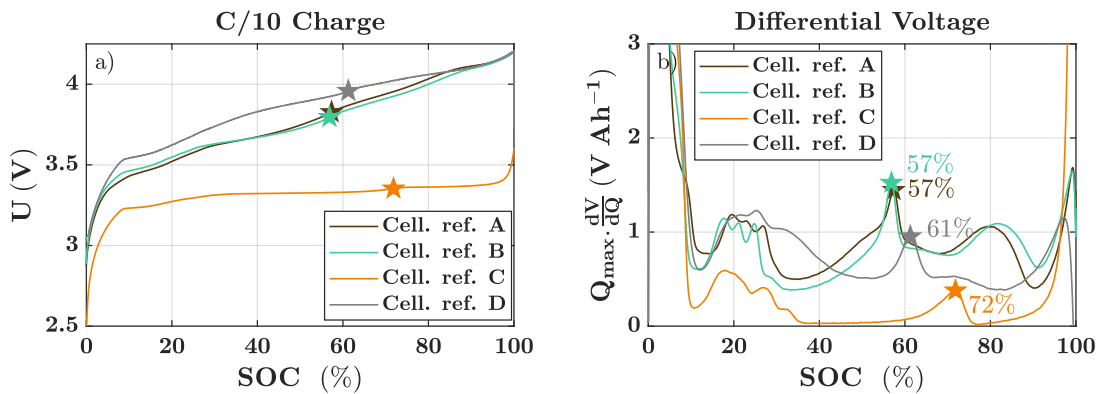 C/10 Charge
a)
U (V)
4
3.5
3
2.5
0
20
40
60
80
100
SOC (%)
Cell. ref. A
Cell. ref. B
Cell. ref. C
Cell. ref. D
Differential Voltage
b)
Q_max · dV/dQ (V Ah⁻¹)
3
2
1
0
0
20
40
60
80
100
SOC (%)
Cell. ref. A
Cell. ref. B
Cell. ref. C
Cell. ref. D
57%
57%
61%
72%